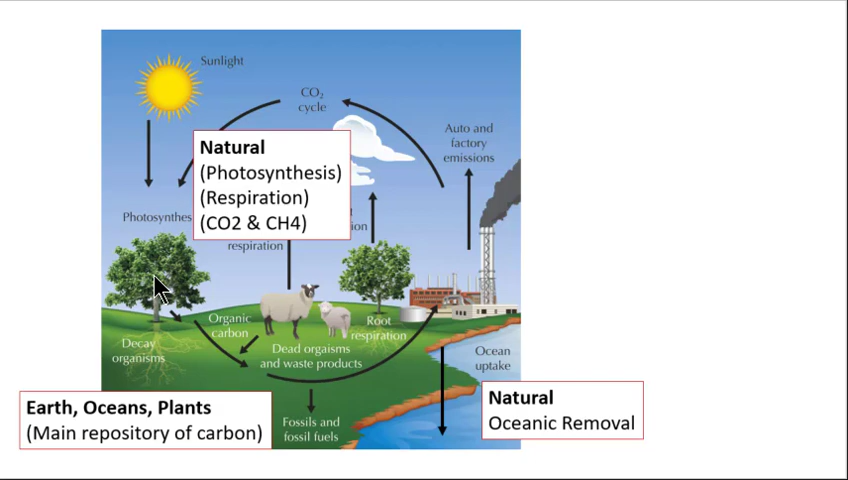 Sunlight
CO₂
cycle
Auto and
factory
emissions
Natural
(Photosynthesis)
(Respiration)
(CO2 & CH4)
respiration
Organic
carbon
Root
respiration
Decay
organisms
Dead orgaisms
and waste products
Ocean
uptake
Earth, Oceans, Plants
(Main repository of carbon)
Fossils and
fossil fuels
Natural
Oceanic Removal